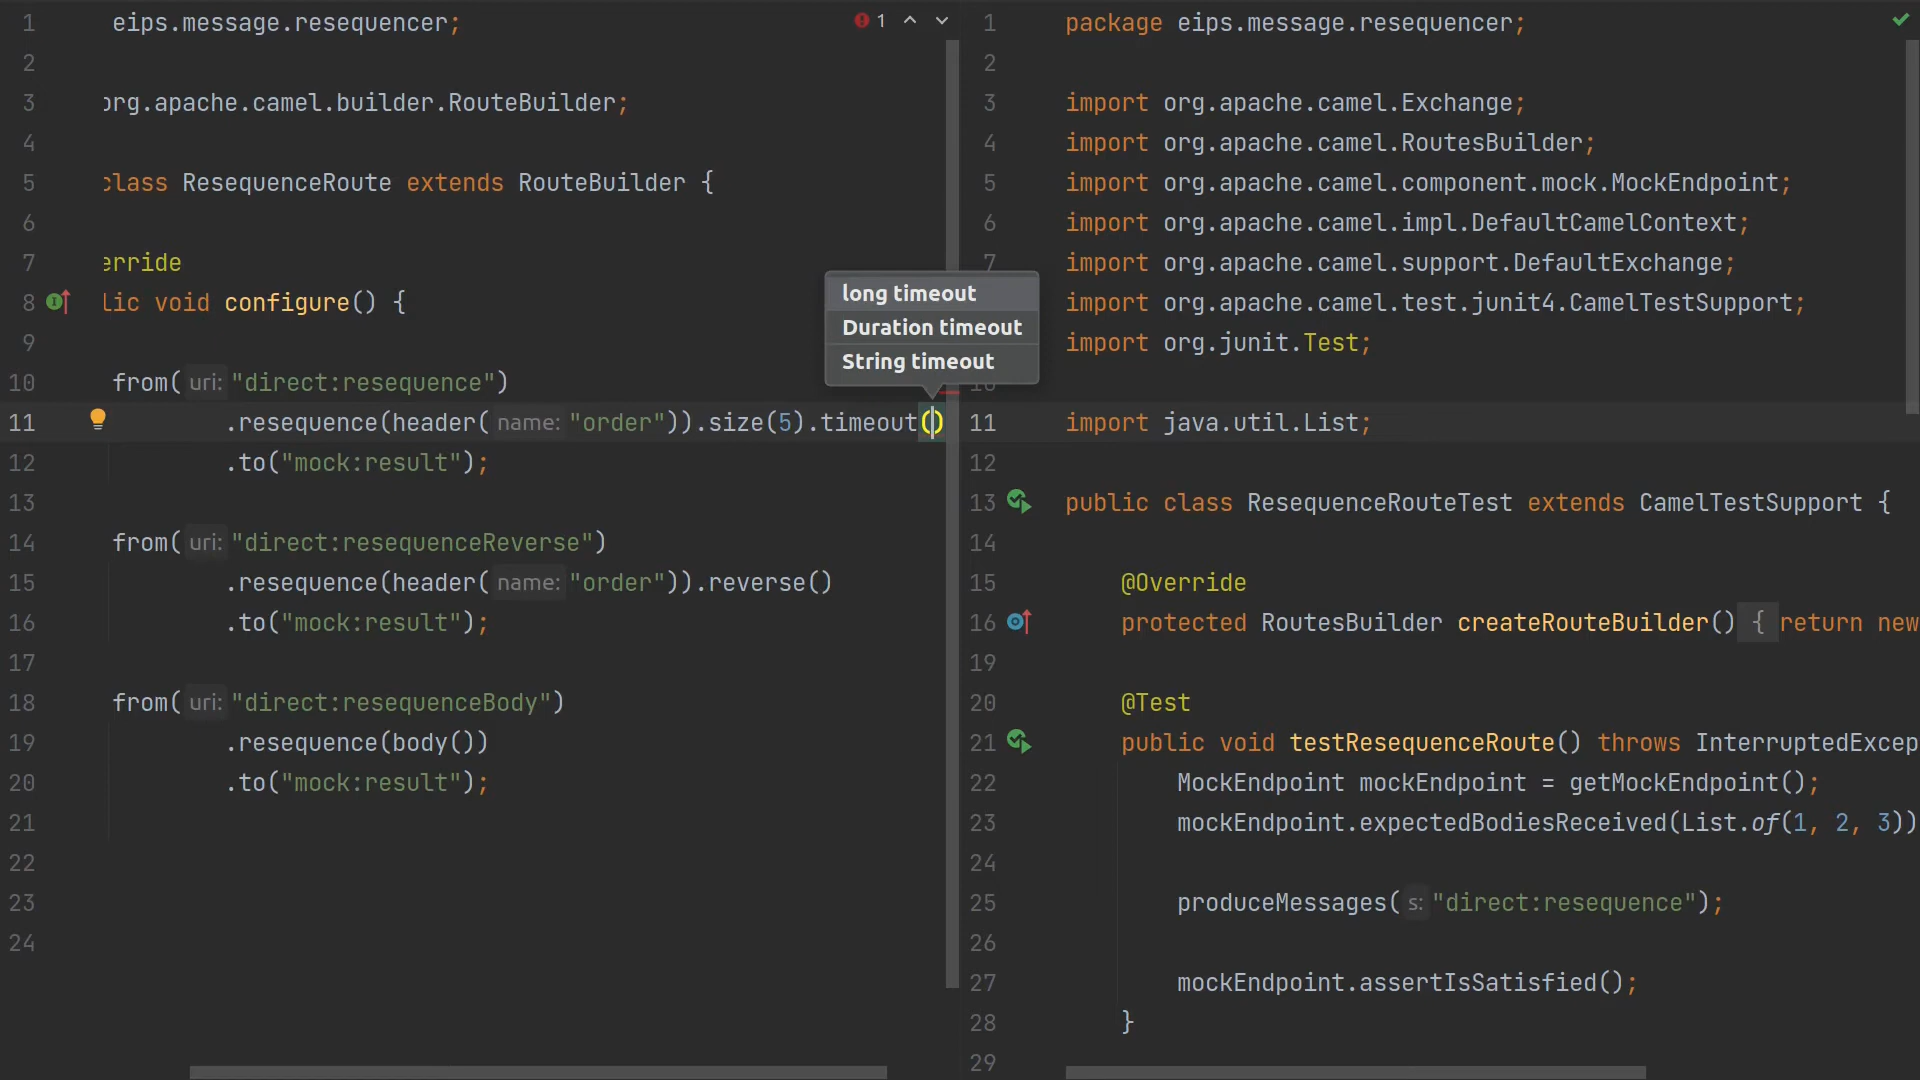 1 eips.message.resequencer;
1
2
3 org.apache.camel.builder.RouteBuilder;
4
5 class ResequenceRoute extends RouteBuilder {
6
7 erride
8 lic void configure() {
9
10 from( uri: "direct:resequence")
11 .resequence(header( name: "order")).size(5).timeout()
12 .to("mock:result");
13
14 from( uri: "direct:resequenceReverse")
15 .resequence(header( name: "order")).reverse()
16 .to("mock:result");
17
18 from( uri: "direct:resequenceBody")
19 .resequence(body())
20 .to("mock:result");
21
22
23
24
long timeout
Duration timeout
String timeout
1 package eips.message.resequencer;
2
3 import org.apache.camel.Exchange;
4 import org.apache.camel.RoutesBuilder;
5 import org.apache.camel.component.mock.MockEndpoint;
6 import org.apache.camel.impl.DefaultCamelContext;
7 import org.apache.camel.support.DefaultExchange;
import org.apache.camel.test.junit4.CamelTestSupport;
import org.junit.Test;
10
11 import java.util.List;
12
13 public class ResequenceRouteTest extends CamelTestSupport {
14
15 @Override
16 protected RoutesBuilder createRouteBuilder() { return new
19
20 @Test
21 public void testResequenceRoute() throws InterruptedExcep
22 MockEndpoint mockEndpoint = getMockEndpoint();
23 mockEndpoint.expectedBodiesReceived(List.of(1, 2, 3))
24
25 produceMessages( s: "direct:resequence");
26
27 mockEndpoint.assertIsSatisfied();
28 }
29